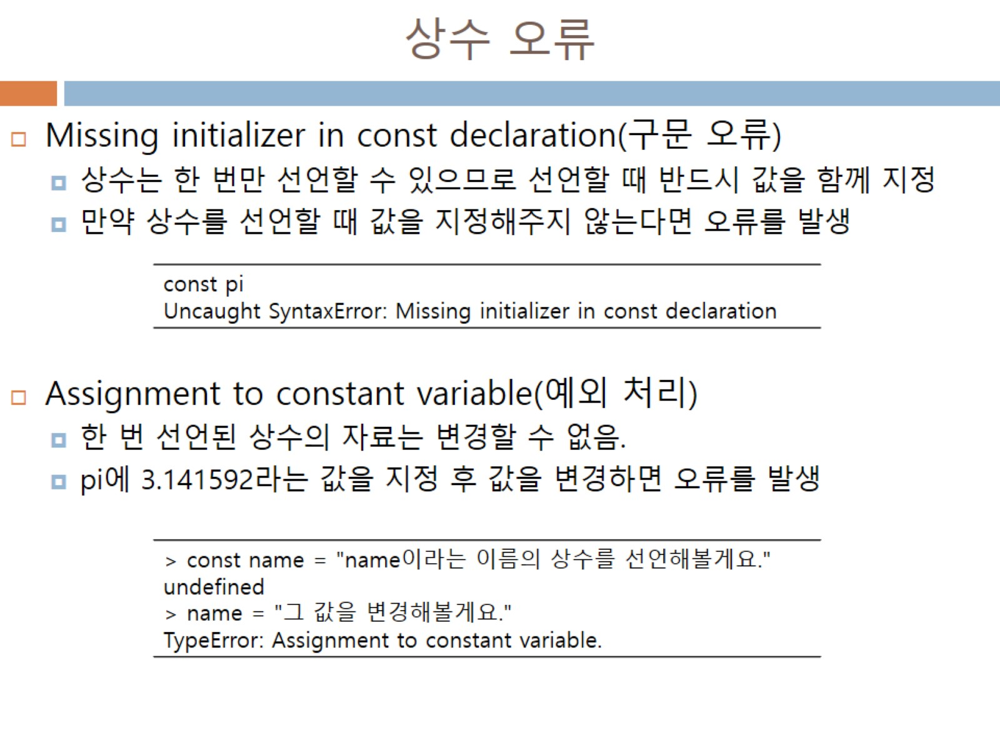 상수 오류
Missing initializer in const declaration(구문 오류)
상수는 한 번만 선언할 수 있으므로 선언할 때 반드시 값을 함께 지정
만약 상수를 선언할 때 값을 지정해주지 않는다면 오류를 발생
const pi
Uncaught SyntaxError: Missing initializer in const declaration
Assignment to constant variable(예외 처리)
한 번 선언된 상수의 자료는 변경할 수 없음.
pi에 3.141592라는 값을 지정 후 값을 변경하면 오류를 발생
> const name = "name이라는 이름의 상수를 선언해볼게요."
undefined
> name = "그 값을 변경해볼게요."
TypeError: Assignment to constant variable.